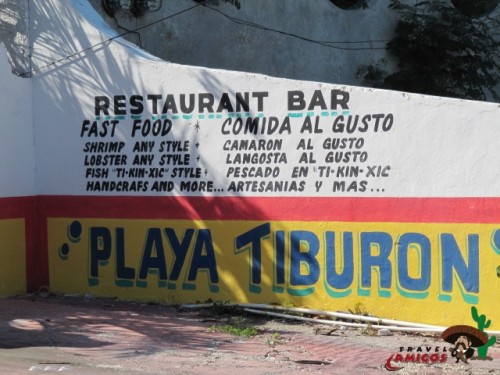 RESTAURANT BAR
FAST FOOD * COMIDA AL GUSTO
SHRIMP ANY STYLE • CAMARON AL GUSTO
LOBSTER ANY STYLE • LANGOSTA AL GUSTO
FISH "TI-KIN-XIC" STYLE • PESCADO EN "TI-KIN-XIC
HANDCRAFS AND MORE... ARTESANIAS Y MAS...
PLAYA TIBURON
TRAVEL
AMIGOS